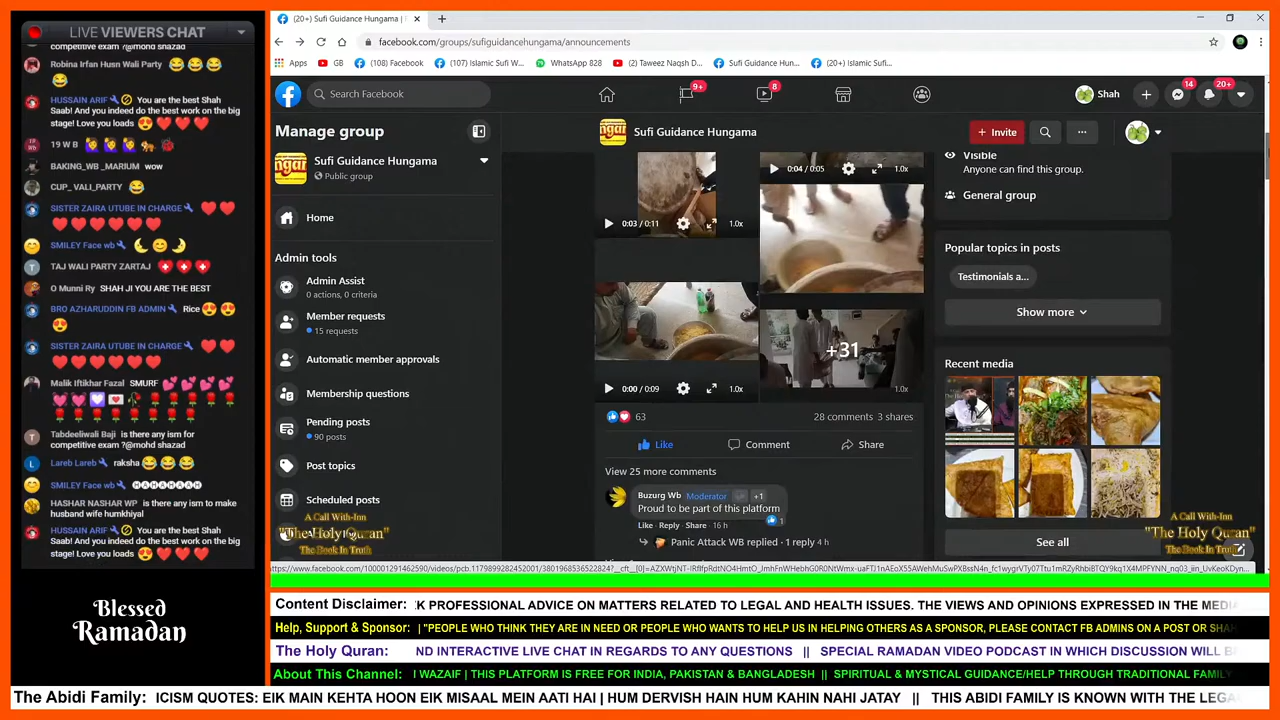 LIVE VIEWERS CHAT
competitive exam ?@mohd shazad
Robina Irfan Husn Wali Party 😂 😂 😂
😂
HUSSAIN ARIF You are the best Shah
Saab! And you indeed do the best work on the big
stage! Love you loads 😍 ❤️ ❤️ ❤️
19 W B
BAKING_WB _MARIUM wow
CUP_ VALI_PARTY 😂
SISTER ZAIRA UTUBE IN CHARGE ❤️ ❤️
❤️ ❤️ ❤️ ❤️ ❤️ ❤️
SMILEY Face wb 🌙 😊 🌙
TAJ WALI PARTY ZARTAJ
O Munni Ry SHAH JI YOU ARE THE BEST
BRO AZHARUDDIN FB ADMIN Rice 😍 😍
😍
SISTER ZAIRA UTUBE IN CHARGE ❤️ ❤️
❤️ ❤️ ❤️ ❤️ ❤️ ❤️
Malik Iftikhar Fazal SMURF 💕 💕 💕 💕
Tabdeeliwali Baji is there any ism for
competitive exam ?@mohd shazad
Lareb Lareb raksha 😂 😂 😂
SMILEY Face wb 🅗🅐🅗🅐🅗🅐🅐🅗
HASHAR NASHAR WP is there any ism to make
husband wife humkhiyal
HUSSAIN ARIF You are the best Shah
Saab! And you indeed do the best work on the big
stage! Love you loads 😍 ❤️ ❤️ ❤️
Blessed
Ramadan
(20+) Sufi Guidance Hungama |
facebook.com/groups/sufiguidancehungama/announcements
Apps GB (108) Facebook (107) Islamic Sufi W... WhatsApp 828 (2) Taweez Naqsh D... Sufi Guidance Hun... (20+) Islamic Sufi...
Search Facebook 9+ 8 Shah 14 20+
Manage group
Sufi Guidance Hungama
Public group
Home
Admin tools
Admin Assist
0 actions, 0 criteria
Member requests
15 requests
Automatic member approvals
Membership questions
Pending posts
90 posts
Post topics
Scheduled posts
A Call With-Inn
"The Holy Quran"
The Book In Truth
Sufi Guidance Hungama
Invite
0:04 / 0:05 1.0x
0:03 / 0:11 1.0x
+31
0:00 / 0:09 1.0x
1.0x
63 28 comments 3 shares
Like Comment Share
View 25 more comments
Buzurg Wb Moderator +1
Proud to be part of this platform
1
Like · Reply · Share · 16 h
Panic Attack WB replied · 1 reply 4 h
Visible
Anyone can find this group.
General group
Popular topics in posts
Testimonials a...
Show more
Recent media
See all
A Call With-Inn
"The Holy Quran"
The Book In Truth
Content Disclaimer: K PROFESSIONAL ADVICE ON MATTERS RELATED TO LEGAL AND HEALTH ISSUES. THE VIEWS AND OPINIONS EXPRESSED IN THE MEDI
Help, Support & Sponsor: | "PEOPLE WHO THINK THEY ARE IN NEED OR PEOPLE WHO WANTS TO HELP US IN HELPING OTHERS AS A SPONSOR, PLEASE CONTACT FB ADMINS ON A POST OR SHA
The Holy Quran: ND INTERACTIVE LIVE CHAT IN REGARDS TO ANY QUESTIONS || SPECIAL RAMADAN VIDEO PODCAST IN WHICH DISCUSSION WILL B
About This Channel: I WAZAIF | THIS PLATFORM IS FREE FOR INDIA, PAKISTAN & BANGLADESH || SPIRITUAL & MYSTICAL GUIDANCE/HELP THROUGH TRADITIONAL FAMILY
The Abidi Family: ICISM QUOTES: EIK MAIN KEHTA HOON EIK MISAAL MEIN AATI HAI | HUM DERVISH HAIN HUM KAHIN NAHI JATAY || THIS ABIDI FAMILY IS KNOWN WITH THE LEGA